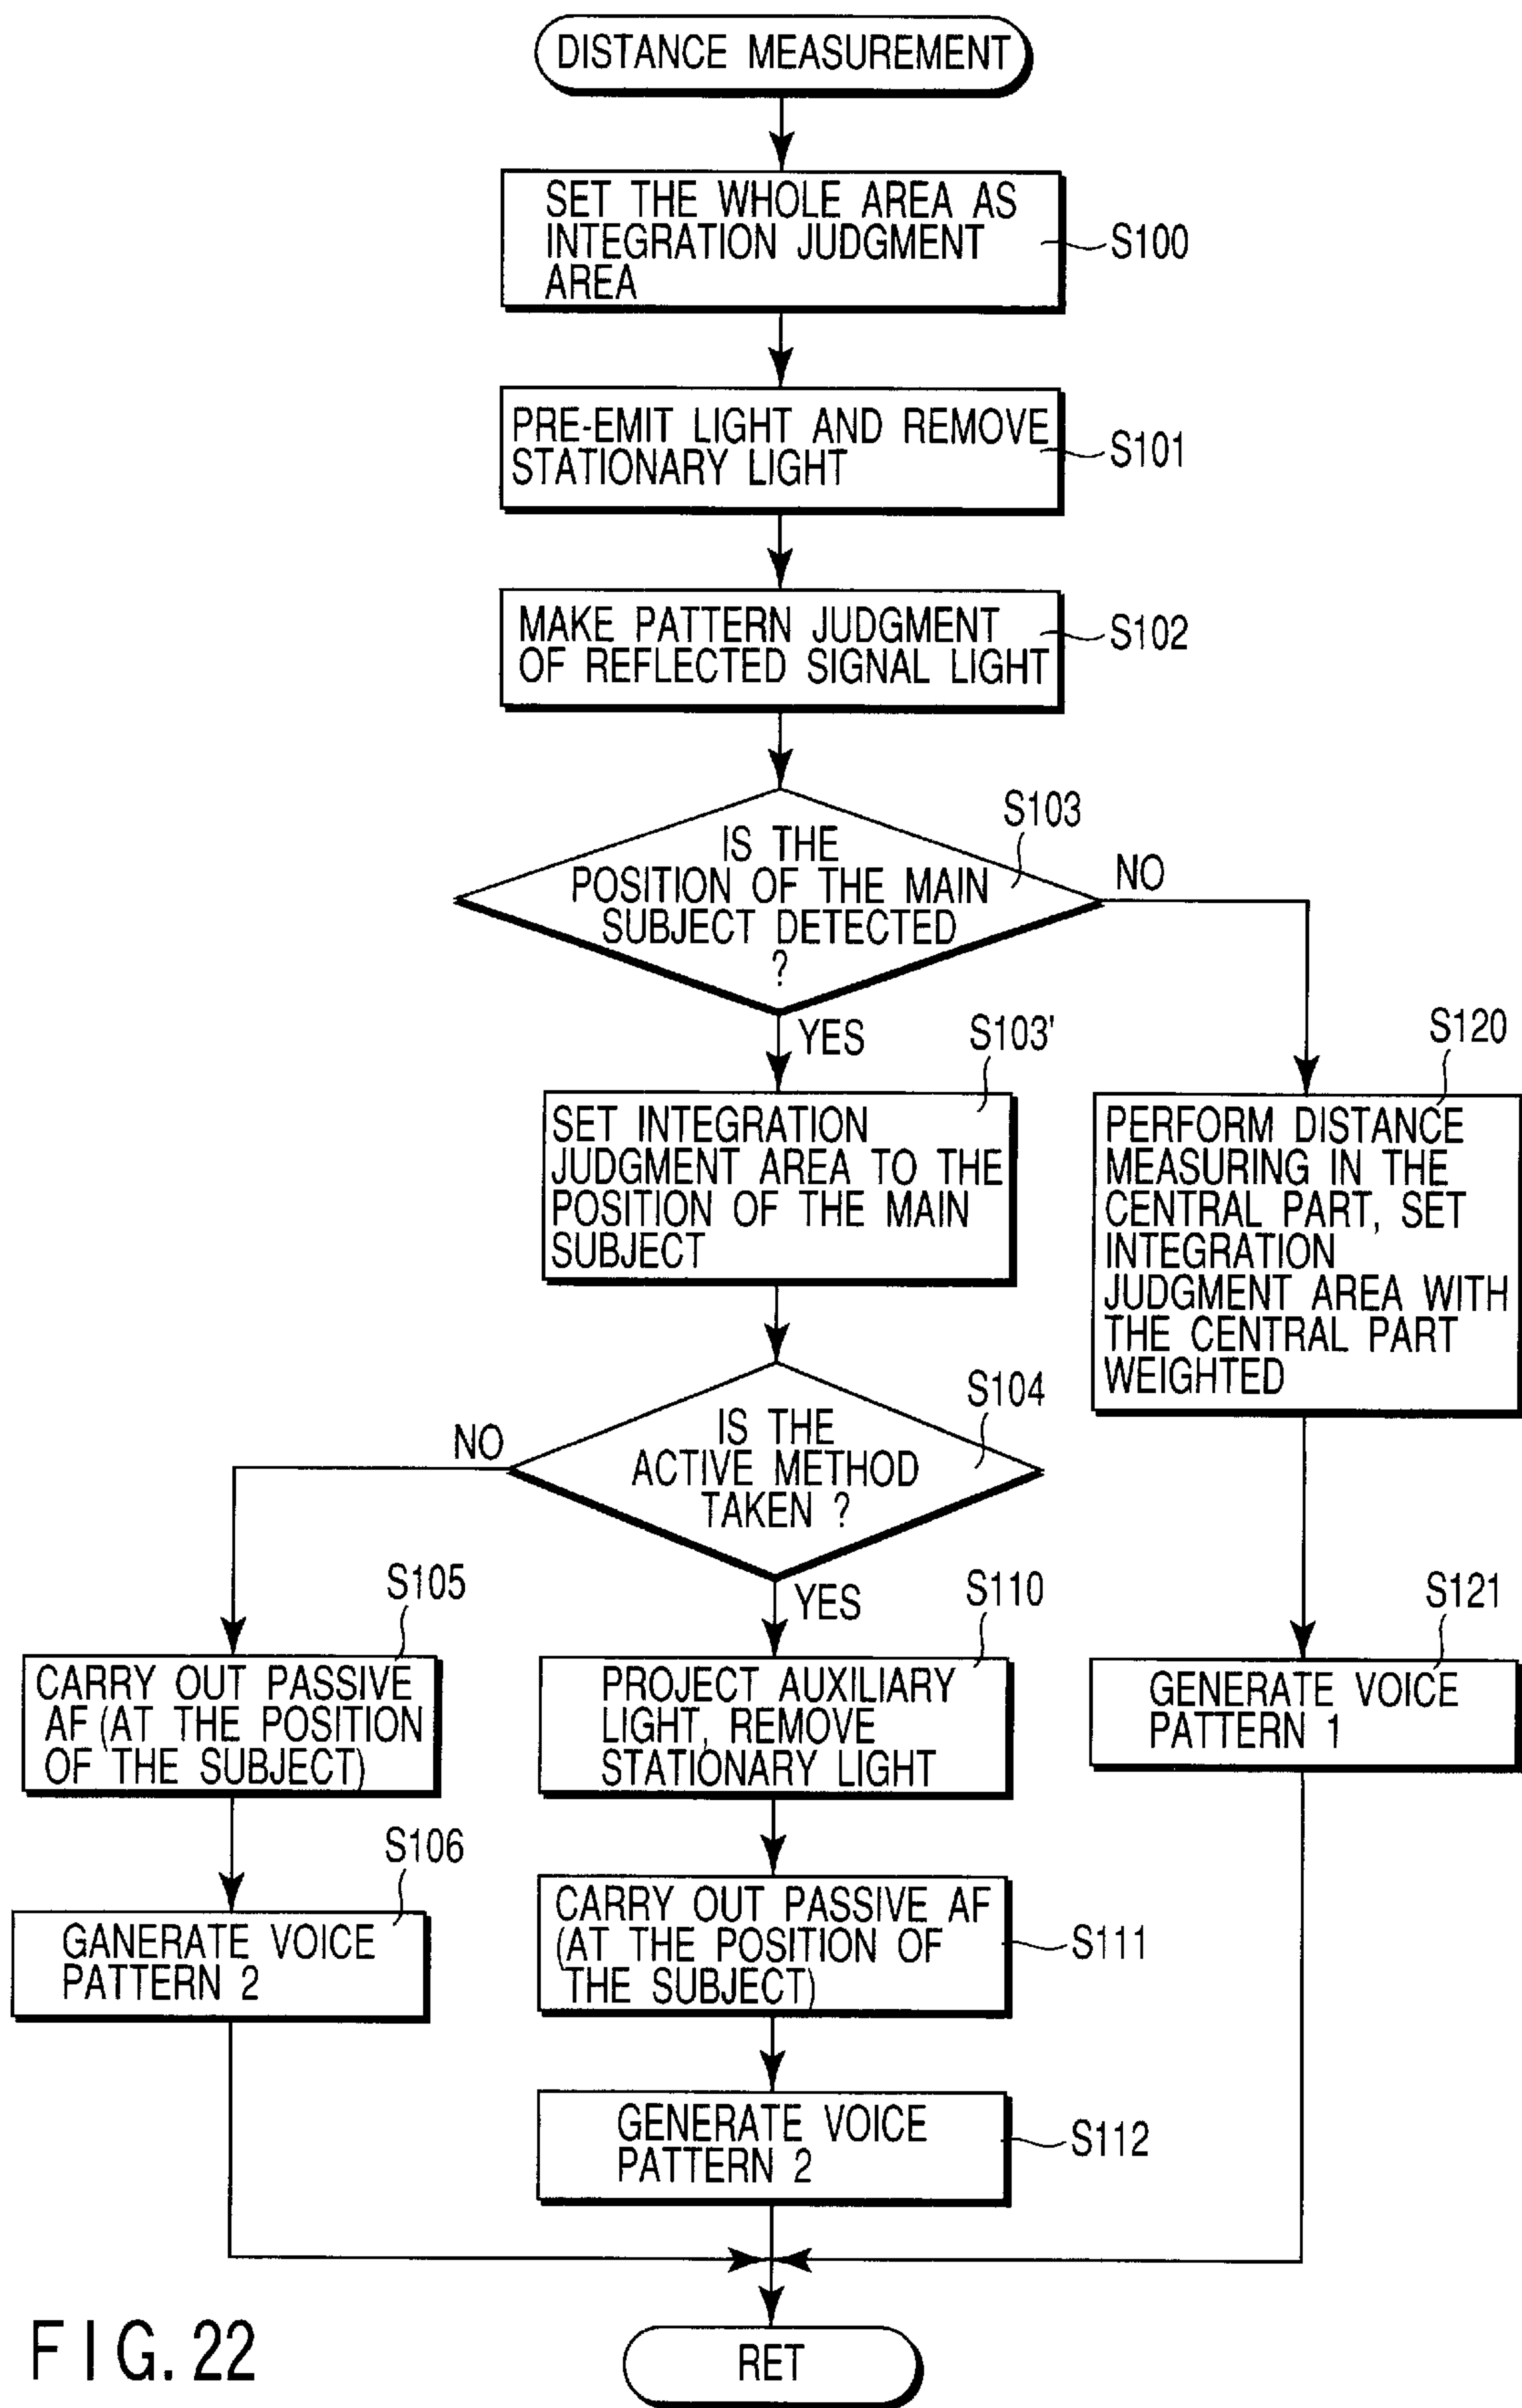 DISTANCE MEASUREMENT
SET THE WHOLE AREA AS
INTEGRATION JUDGMENT
AREA
S100
PRE-EMIT LIGHT AND REMOVE
STATIONARY LIGHT
S101
MAKE PATTERN JUDGMENT
OF REFLECTED SIGNAL LIGHT
S102
IS THE
POSITION OF THE MAIN
SUBJECT DETECTED
?
S103
NO
YES
S103'
SET INTEGRATION
JUDGMENT AREA TO THE
POSITION OF THE MAIN
SUBJECT
S120
PERFORM DISTANCE
MEASURING IN THE
CENTRAL PART, SET
INTEGRATION
JUDGMENT AREA WITH
THE CENTRAL PART
WEIGHTED
IS THE
ACTIVE METHOD
TAKEN ?
S104
NO
YES
S105
CARRY OUT PASSIVE
AF (AT THE POSITION
OF THE SUBJECT)
S110
PROJECT AUXILIARY
LIGHT, REMOVE
STATIONARY LIGHT
S121
GENERATE VOICE
PATTERN 1
S106
GANERATE VOICE
PATTERN 2
CARRY OUT PASSIVE AF
(AT THE POSITION OF
THE SUBJECT)
S111
GENERATE VOICE
PATTERN 2
S112
RET
FIG. 22